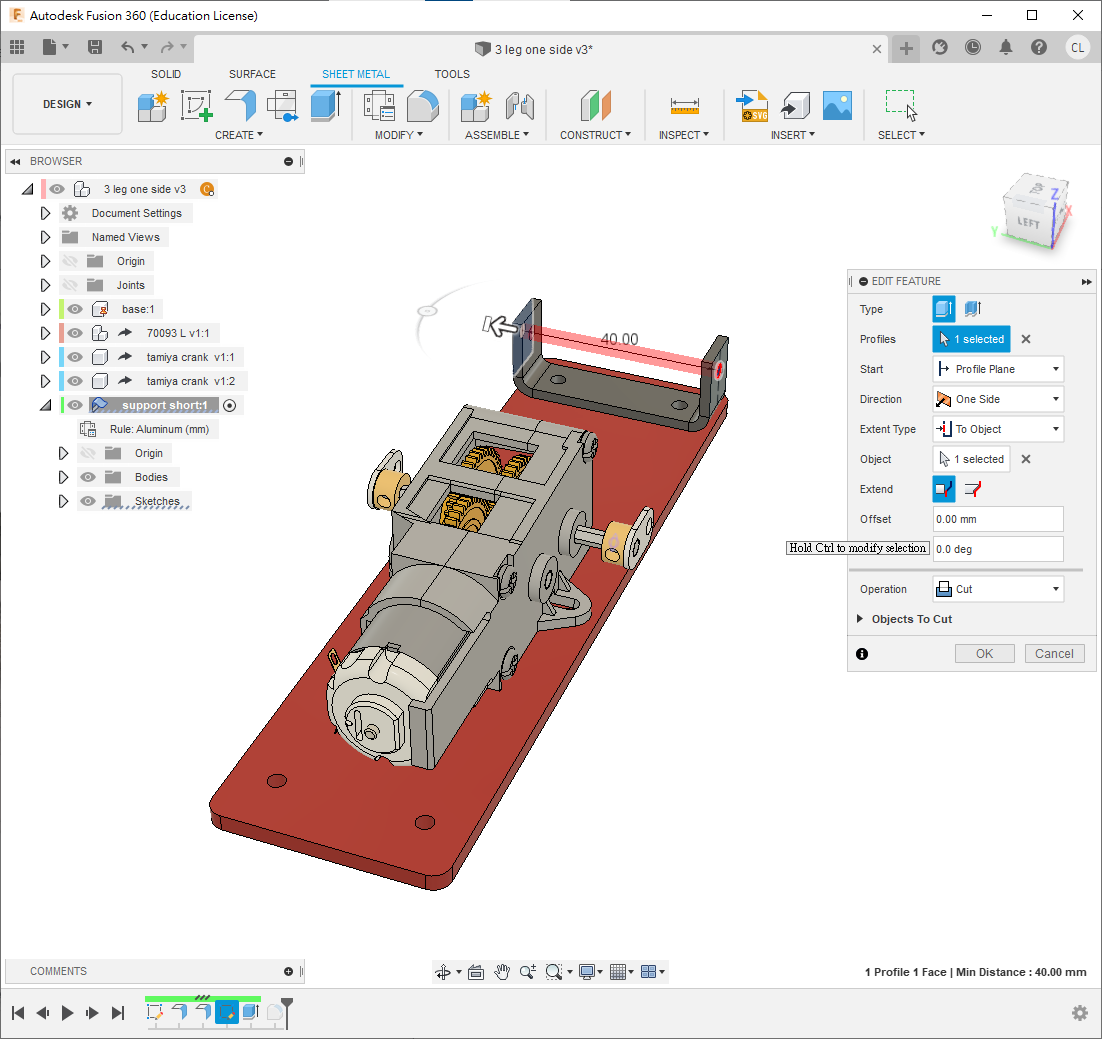 Autodesk Fusion 360 (Education License)
3 leg one side v3*
CL
SOLID SURFACE SHEET METAL TOOLS
DESIGN
SVG
CREATE MODIFY ASSEMBLE CONSTRUCT INSPECT INSERT SELECT
BROWSER
3 leg one side v3
Document Settings
Named Views
Origin
Joints
base:1
70093 L v1:1
tamiya crank v1:1
tamiya crank v1:2
support short:1
Rule: Aluminum (mm)
Origin
Bodies
Sketches
TOP
LEFT
Z
X
Y
40.00
EDIT FEATURE
Type
Profiles 1 selected
Start Profile Plane
Direction One Side
Extent Type To Object
Object 1 selected
Extend
Offset 0.00 mm
Hold Ctrl to modify selection 0.0 deg
Operation Cut
Objects To Cut
OK Cancel
COMMENTS
1 Profile 1 Face | Min Distance : 40.00 mm